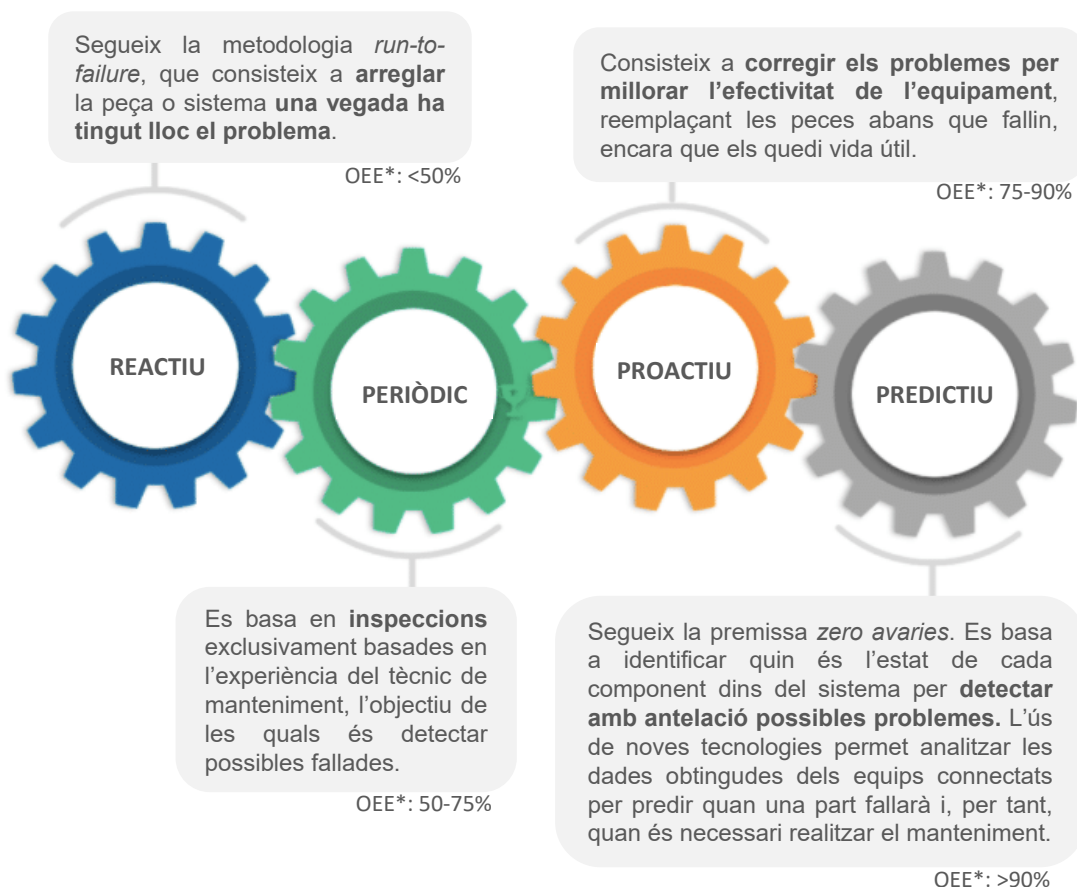 Segueix la metodologia run-to-
failure, que consisteix a arreglar
la peça o sistema una vegada ha
tingut lloc el problema.
OEE*: <50%
Consisteix a corregir els problemes per
millorar l’efectivitat de l’equipament,
reemplaçant les peces abans que fallin,
encara que els quedi vida útil.
OEE*: 75-90%
REACTIU
PERIÒDIC
PROACTIU
PREDICTIU
Es basa en inspeccions
exclusivament basades en
l’experiència del tècnic de
manteniment, l’objectiu de
les quals és detectar
possibles fallades.
OEE*: 50-75%
Segueix la premissa zero avaries. Es basa
a identificar quin és l’estat de cada
component dins del sistema per detectar
amb antelació possibles problemes. L’ús
de noves tecnologies permet analitzar les
dades obtingudes dels equips connectats
per predir quan una part fallarà i, per tant,
quan és necessari realitzar el manteniment.
OEE*: >90%